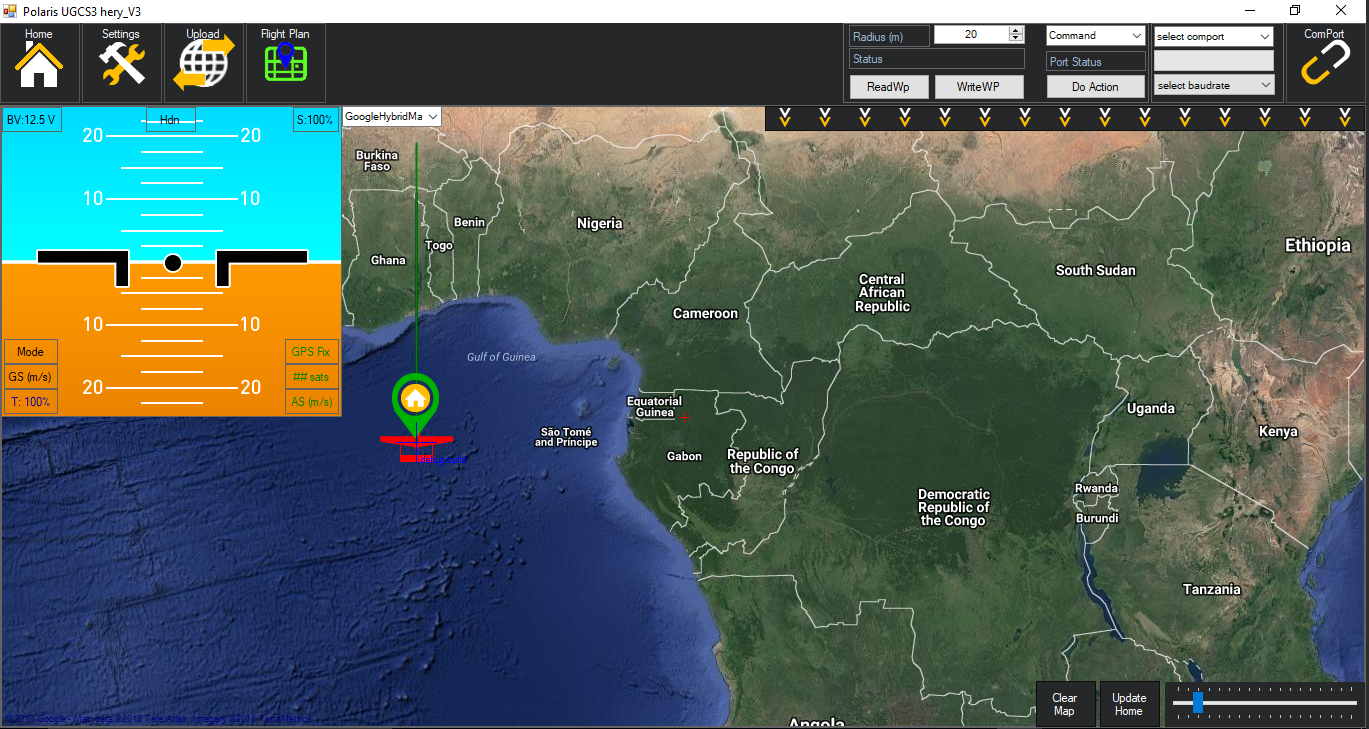 Polaris UGCS3 hery_V3
Home
Settings
Upload
Flight Plan
Radius (m)
20
Status
ReadWp
WriteWP
Command
Port Status
Do Action
select comport
select baudrate
ComPort
BV:12.5 V
Hdn
S:100%
20
20
10
10
10
10
20
20
Mode
GS (m/s)
T: 100%
GPS Fix
## sats
AS (m/s)
GoogleHybridMa
Burkina
Faso
Benin
Togo
Ghana
Nigeria
Cameroon
Central
African
Republic
South Sudan
Ethiopia
Gulf of Guinea
Equatorial
Guinea
São Tomé
and Príncipe
Gabon
Republic of
the Congo
Democratic
Republic of
the Congo
Uganda
Kenya
Rwanda
Burundi
Tanzania
Angola
Clear
Map
Update
Home
Google - Map data ©2018 Tele Atlas, Imagery ©2018 TerraMetrics